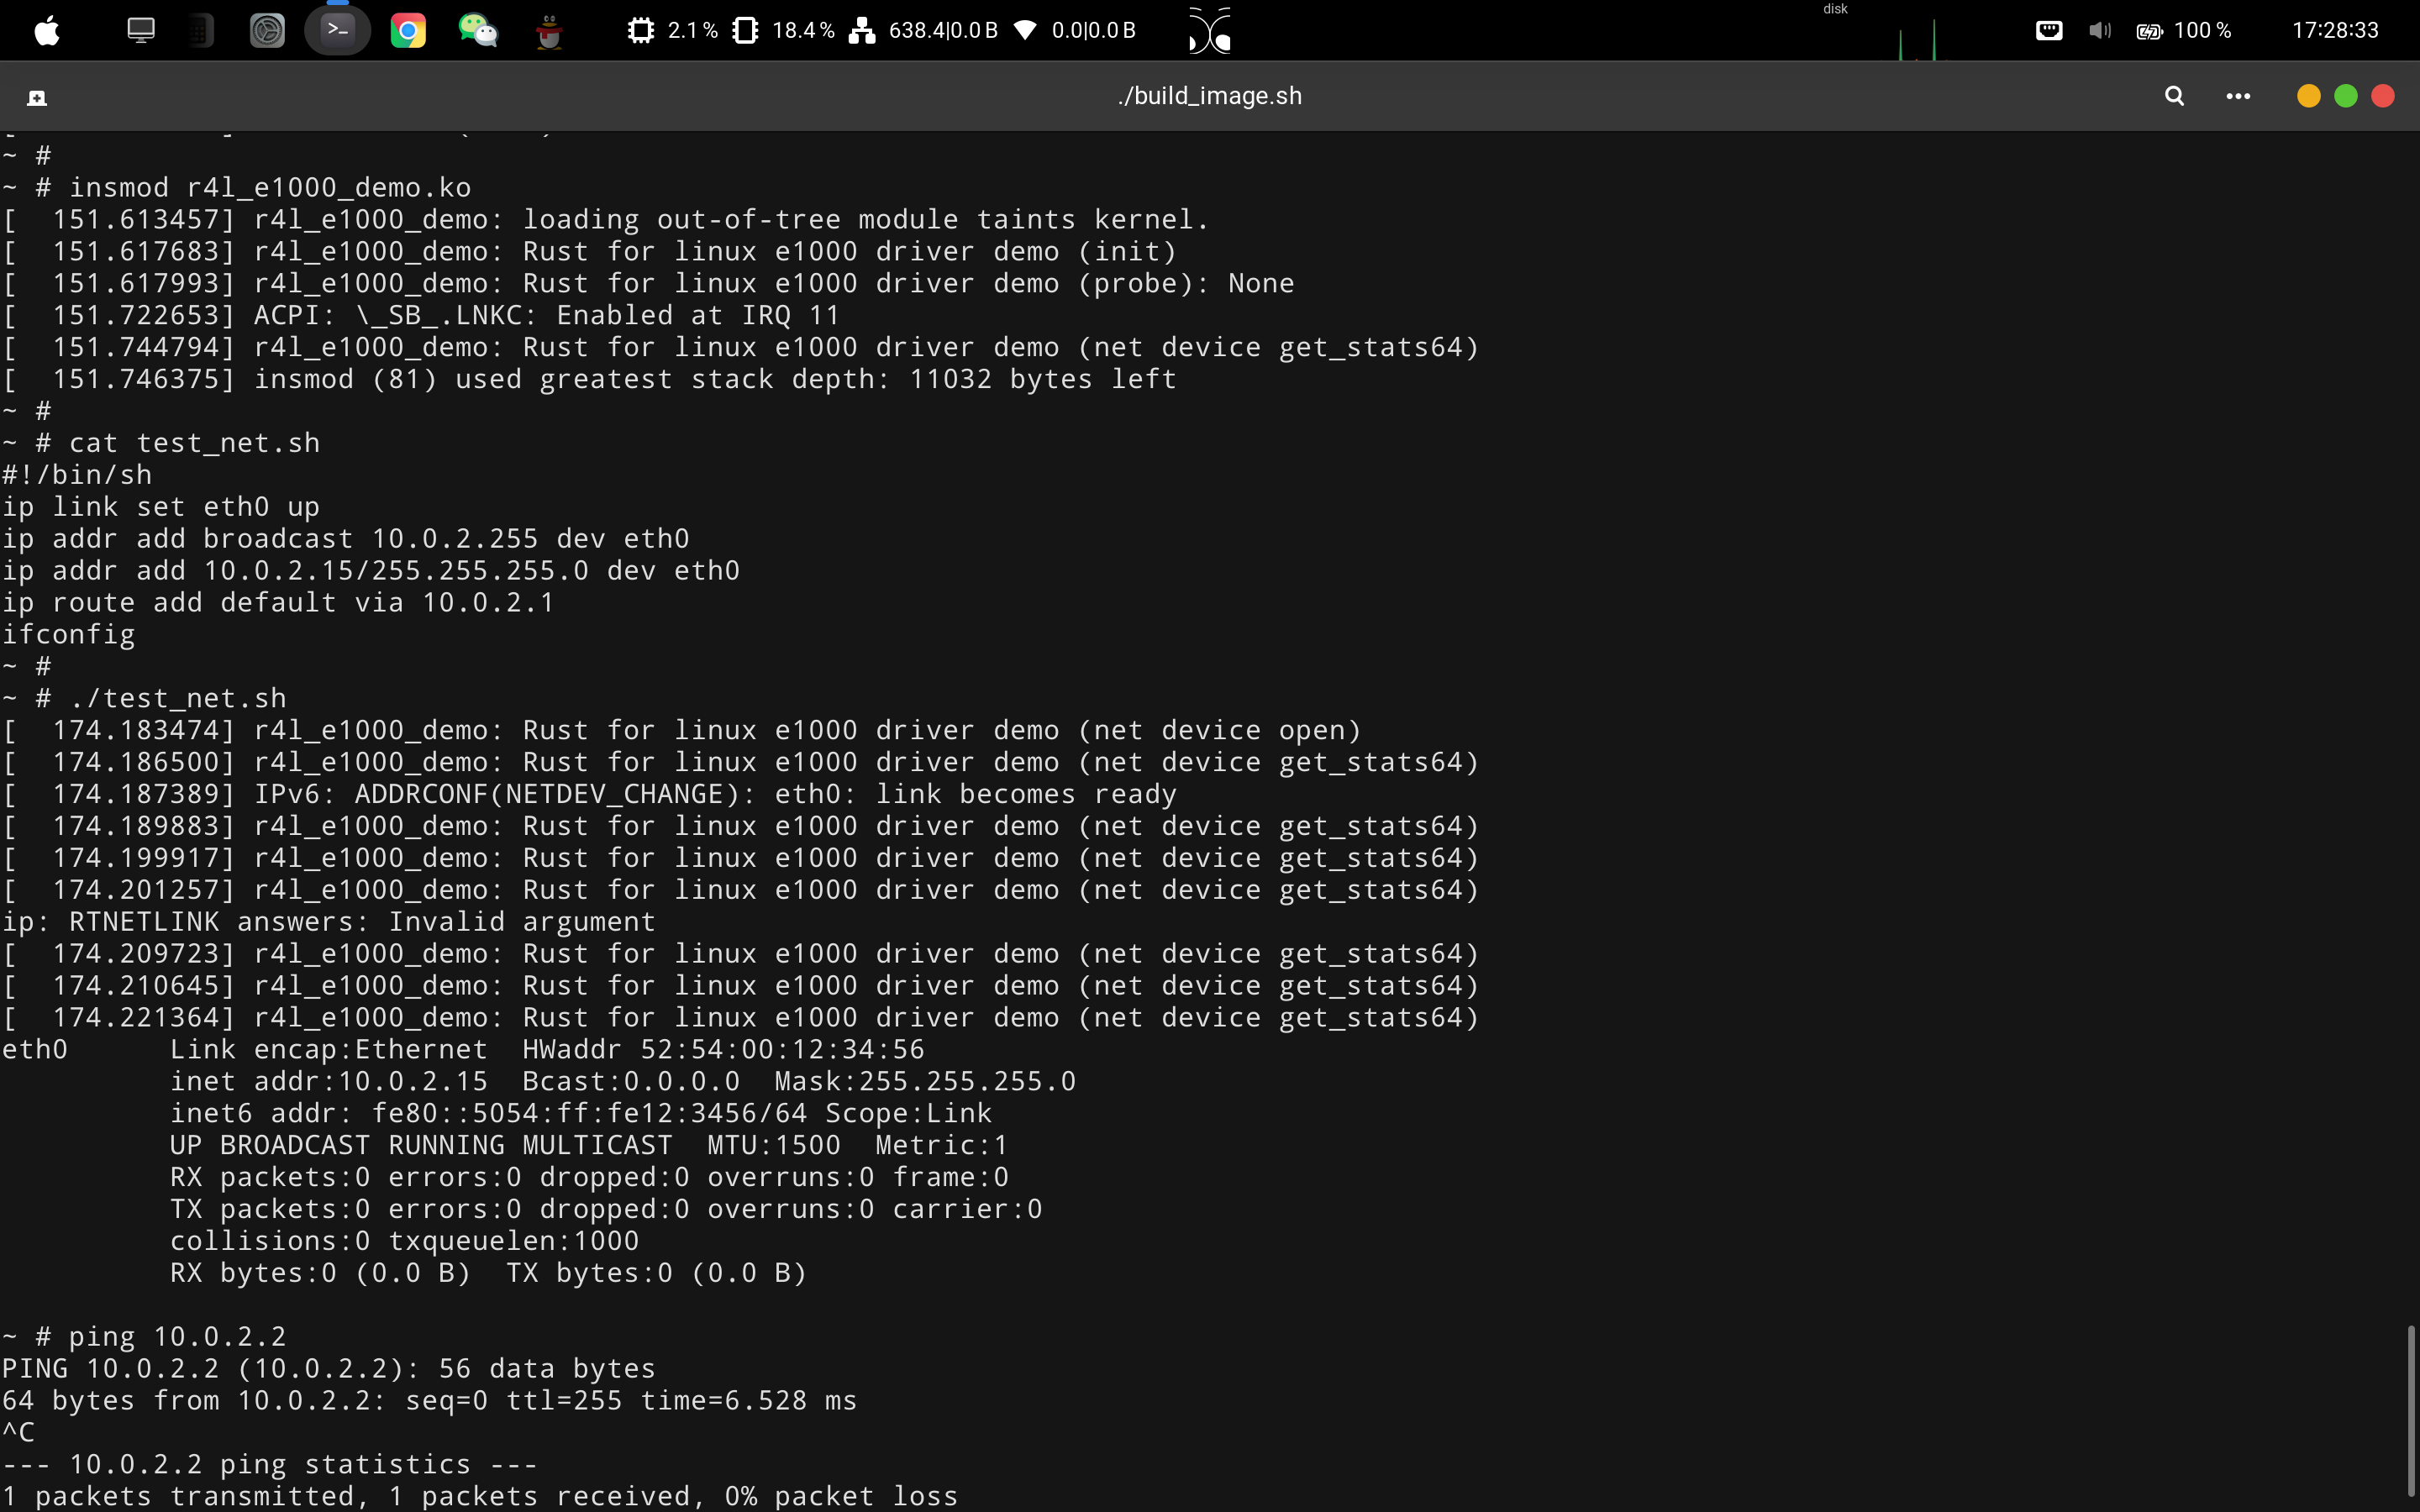 disk
2.1 % 18.4 % 638.4|0.0 B 0.0|0.0 B 100 % 17:28:33
./build_image.sh
~ #
~ # insmod r4l_e1000_demo.ko
[  151.613457] r4l_e1000_demo: loading out-of-tree module taints kernel.
[  151.617683] r4l_e1000_demo: Rust for linux e1000 driver demo (init)
[  151.617993] r4l_e1000_demo: Rust for linux e1000 driver demo (probe): None
[  151.722653] ACPI: \_SB_.LNKC: Enabled at IRQ 11
[  151.744794] r4l_e1000_demo: Rust for linux e1000 driver demo (net device get_stats64)
[  151.746375] insmod (81) used greatest stack depth: 11032 bytes left
~ #
~ # cat test_net.sh
#!/bin/sh
ip link set eth0 up
ip addr add broadcast 10.0.2.255 dev eth0
ip addr add 10.0.2.15/255.255.255.0 dev eth0
ip route add default via 10.0.2.1
ifconfig
~ #
~ # ./test_net.sh
[  174.183474] r4l_e1000_demo: Rust for linux e1000 driver demo (net device open)
[  174.186500] r4l_e1000_demo: Rust for linux e1000 driver demo (net device get_stats64)
[  174.187389] IPv6: ADDRCONF(NETDEV_CHANGE): eth0: link becomes ready
[  174.189883] r4l_e1000_demo: Rust for linux e1000 driver demo (net device get_stats64)
[  174.199917] r4l_e1000_demo: Rust for linux e1000 driver demo (net device get_stats64)
[  174.201257] r4l_e1000_demo: Rust for linux e1000 driver demo (net device get_stats64)
ip: RTNETLINK answers: Invalid argument
[  174.209723] r4l_e1000_demo: Rust for linux e1000 driver demo (net device get_stats64)
[  174.210645] r4l_e1000_demo: Rust for linux e1000 driver demo (net device get_stats64)
[  174.221364] r4l_e1000_demo: Rust for linux e1000 driver demo (net device get_stats64)
eth0      Link encap:Ethernet  HWaddr 52:54:00:12:34:56
          inet addr:10.0.2.15  Bcast:0.0.0.0  Mask:255.255.255.0
          inet6 addr: fe80::5054:ff:fe12:3456/64 Scope:Link
          UP BROADCAST RUNNING MULTICAST  MTU:1500  Metric:1
          RX packets:0 errors:0 dropped:0 overruns:0 frame:0
          TX packets:0 errors:0 dropped:0 overruns:0 carrier:0
          collisions:0 txqueuelen:1000
          RX bytes:0 (0.0 B)  TX bytes:0 (0.0 B)
~ # ping 10.0.2.2
PING 10.0.2.2 (10.0.2.2): 56 data bytes
64 bytes from 10.0.2.2: seq=0 ttl=255 time=6.528 ms
^C
--- 10.0.2.2 ping statistics ---
1 packets transmitted, 1 packets received, 0% packet loss